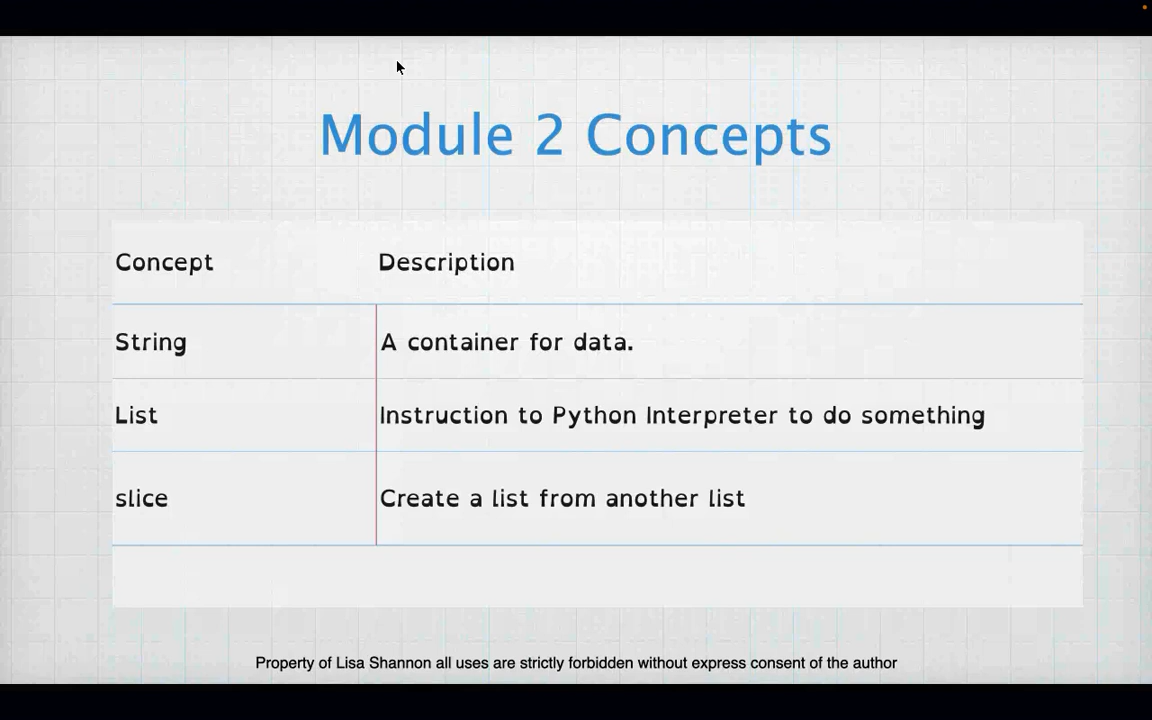 Module 2 Concepts
Concept Description
String A container for data.
List Instruction to Python Interpreter to do something
slice Create a list from another list
Property of Lisa Shannon all uses are strictly forbidden without express consent of the author